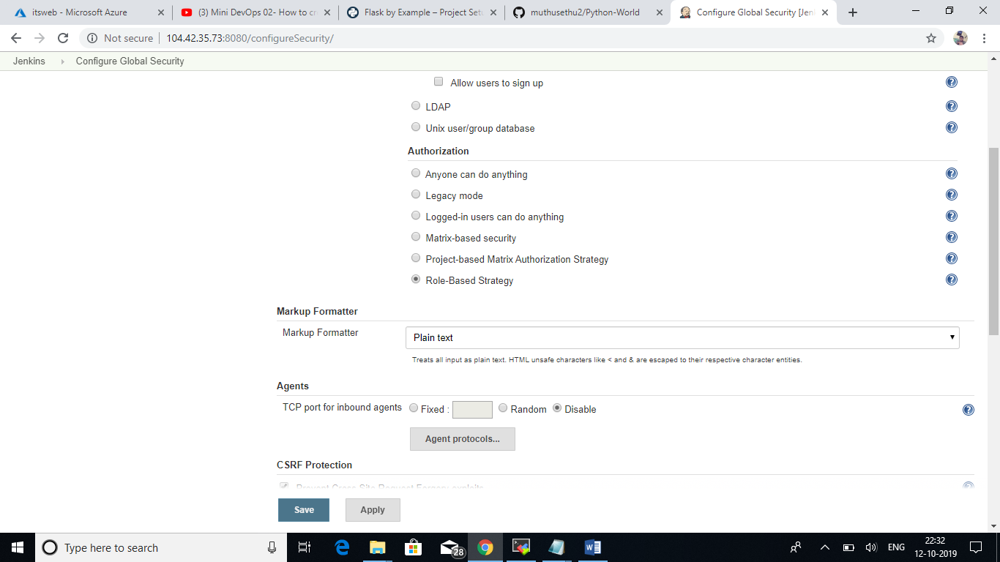 itsweb - Microsoft Azure
(3) Mini DevOps 02- How to cr
Flask by Example – Project Setu
muthusethu2/Python-World
Configure Global Security [Jenk
Not secure
104.42.35.73:8080/configureSecurity/
Jenkins
Configure Global Security
Allow users to sign up
LDAP
Unix user/group database
Authorization
Anyone can do anything
Legacy mode
Logged-in users can do anything
Matrix-based security
Project-based Matrix Authorization Strategy
Role-Based Strategy
Markup Formatter
Markup Formatter
Plain text
Treats all input as plain text. HTML unsafe characters like < and & are escaped to their respective character entities.
Agents
TCP port for inbound agents
Fixed :
Random
Disable
Agent protocols...
CSRF Protection
Prevent Cross Site Request Forgery exploits
Save
Apply
Type here to search
28
ENG
22:32
12-10-2019